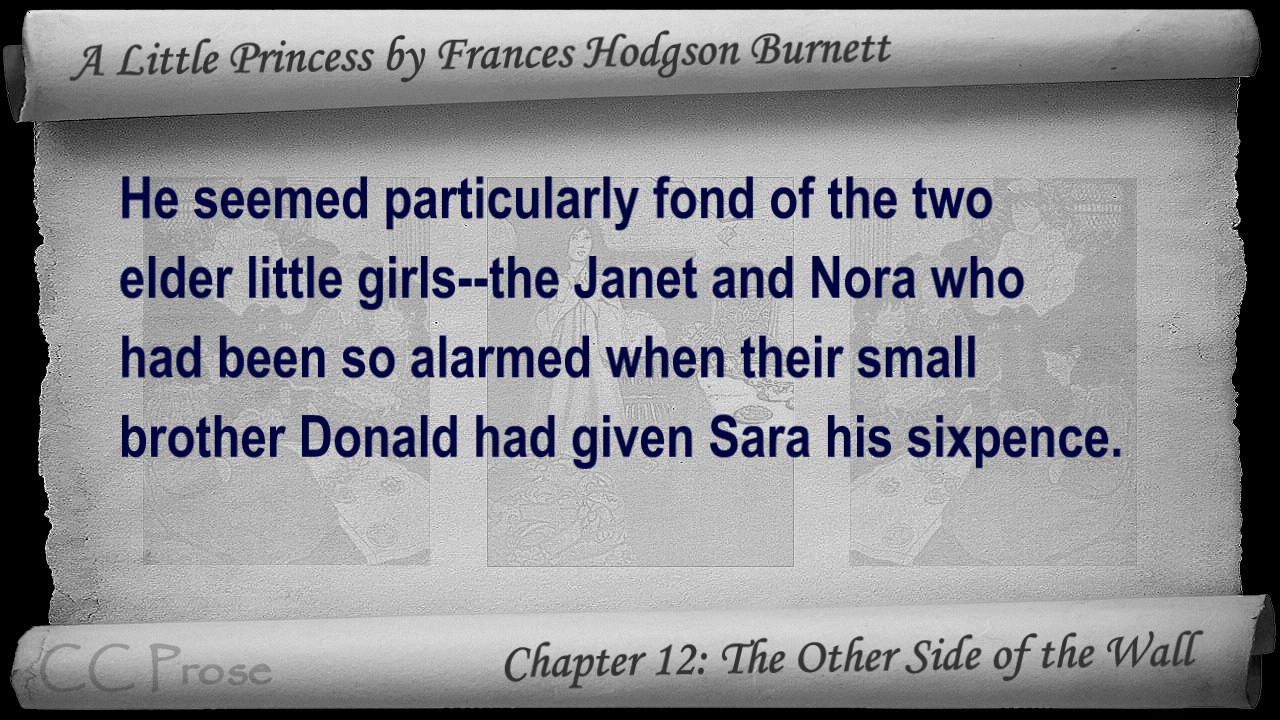 A Little Princess by Frances Hodgson Burnett
He seemed particularly fond of the two
elder little girls--the Janet and Nora who
had been so alarmed when their small
brother Donald had given Sara his sixpence.
CC Prose
Chapter 12: The Other Side of the Wall